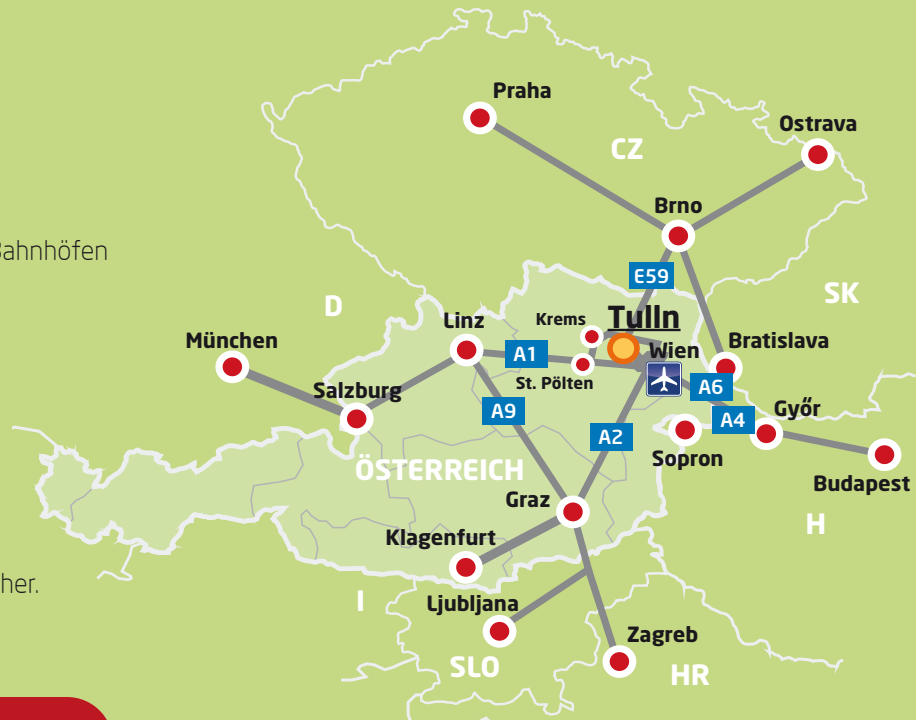 Praha
Ostrava
CZ
Brno
Bahnhöfen
E59
SK
D
Linz
Krems
Tulln
München
A1
Wien
Bratislava
St. Pölten
Salzburg
A6
A9
A4
Győr
A2
ÖSTERREICH
Sopron
Budapest
Graz
H
Klagenfurt
her.
I
Ljubljana
Zagreb
SLO
HR